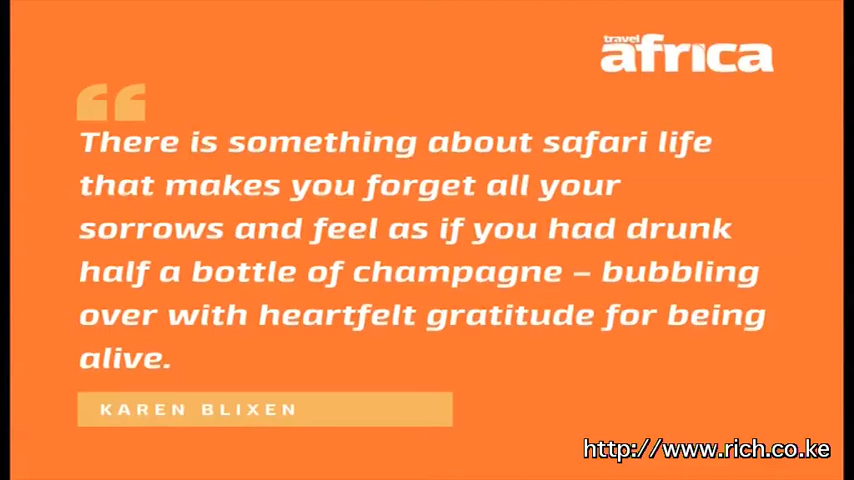 travel
africa
There is something about safari life
that makes you forget all your
sorrows and feel as if you had drunk
half a bottle of champagne – bubbling
over with heartfelt gratitude for being
alive.
KAREN BLIXEN
http://www.rich.co.ke